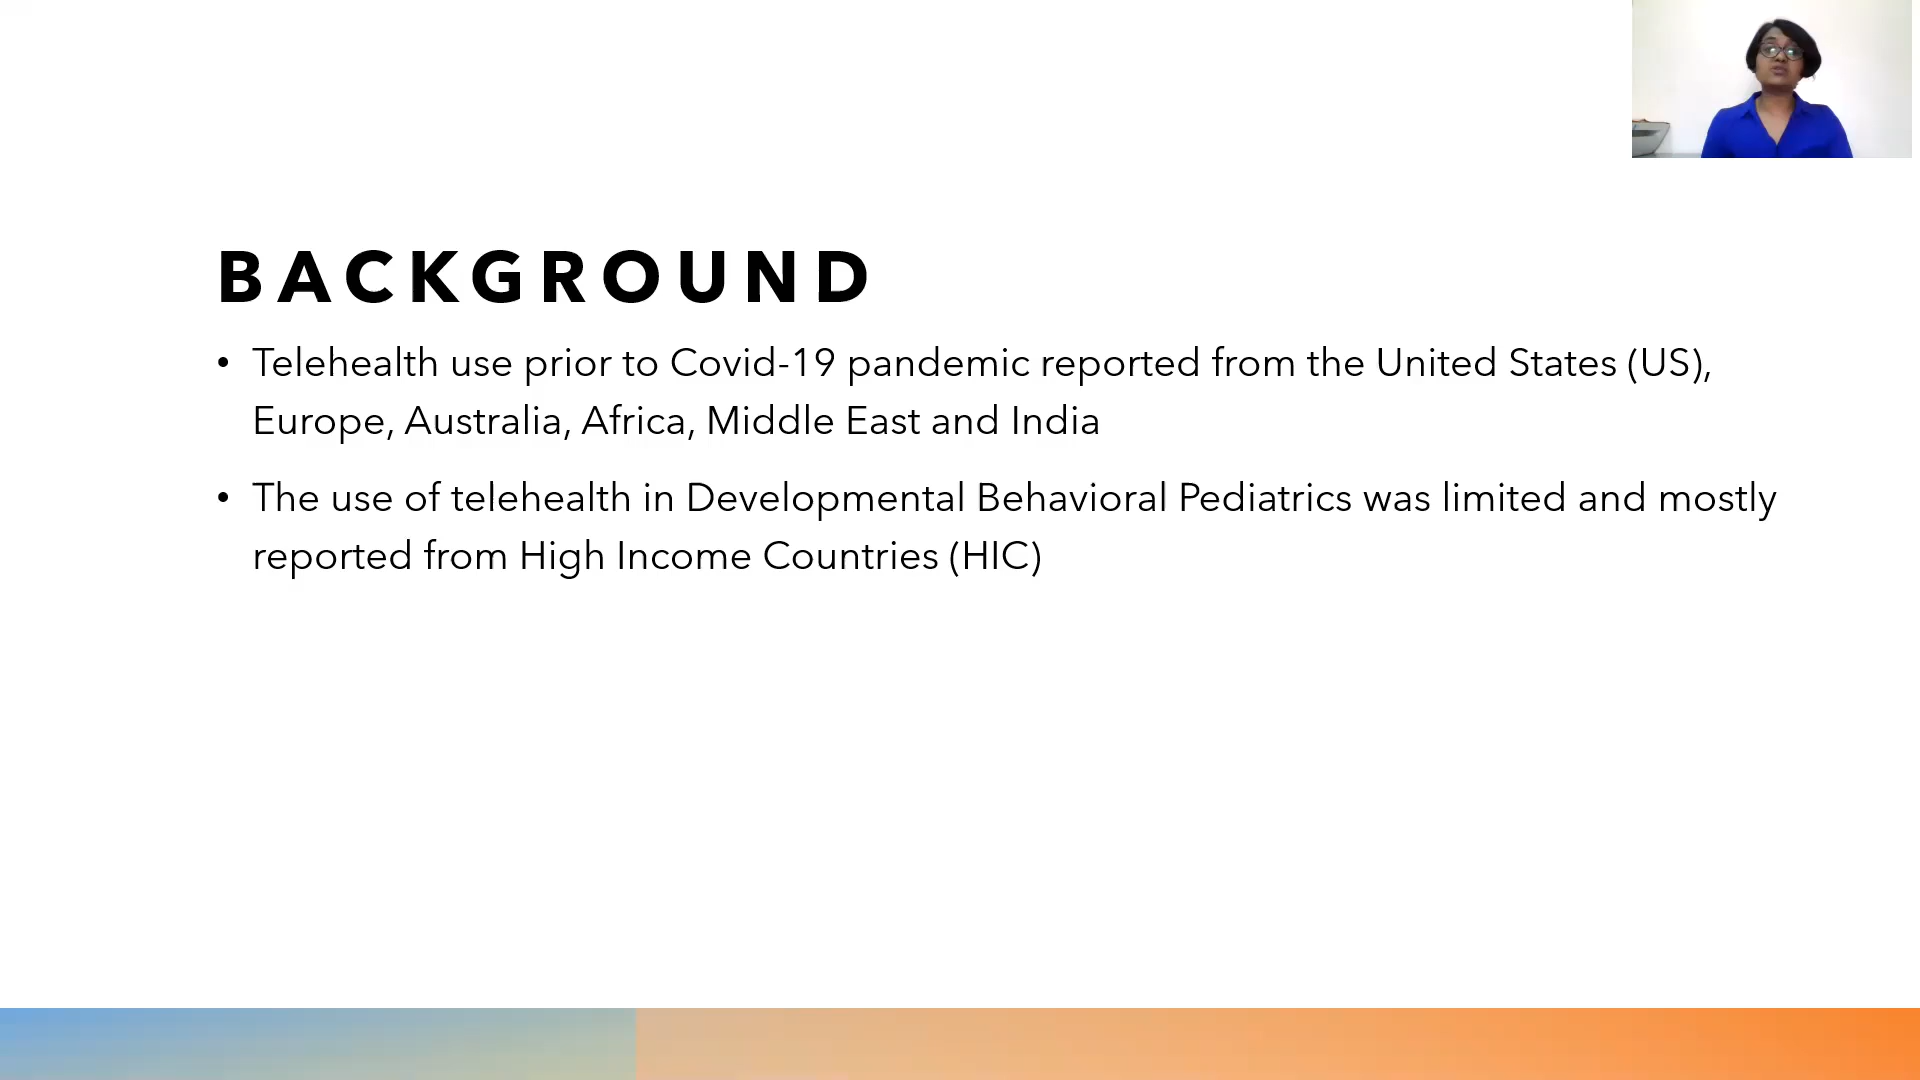 BACKGROUND
• Telehealth use prior to Covid-19 pandemic reported from the United States (US),
Europe, Australia, Africa, Middle East and India
• The use of telehealth in Developmental Behavioral Pediatrics was limited and mostly
reported from High Income Countries (HIC)